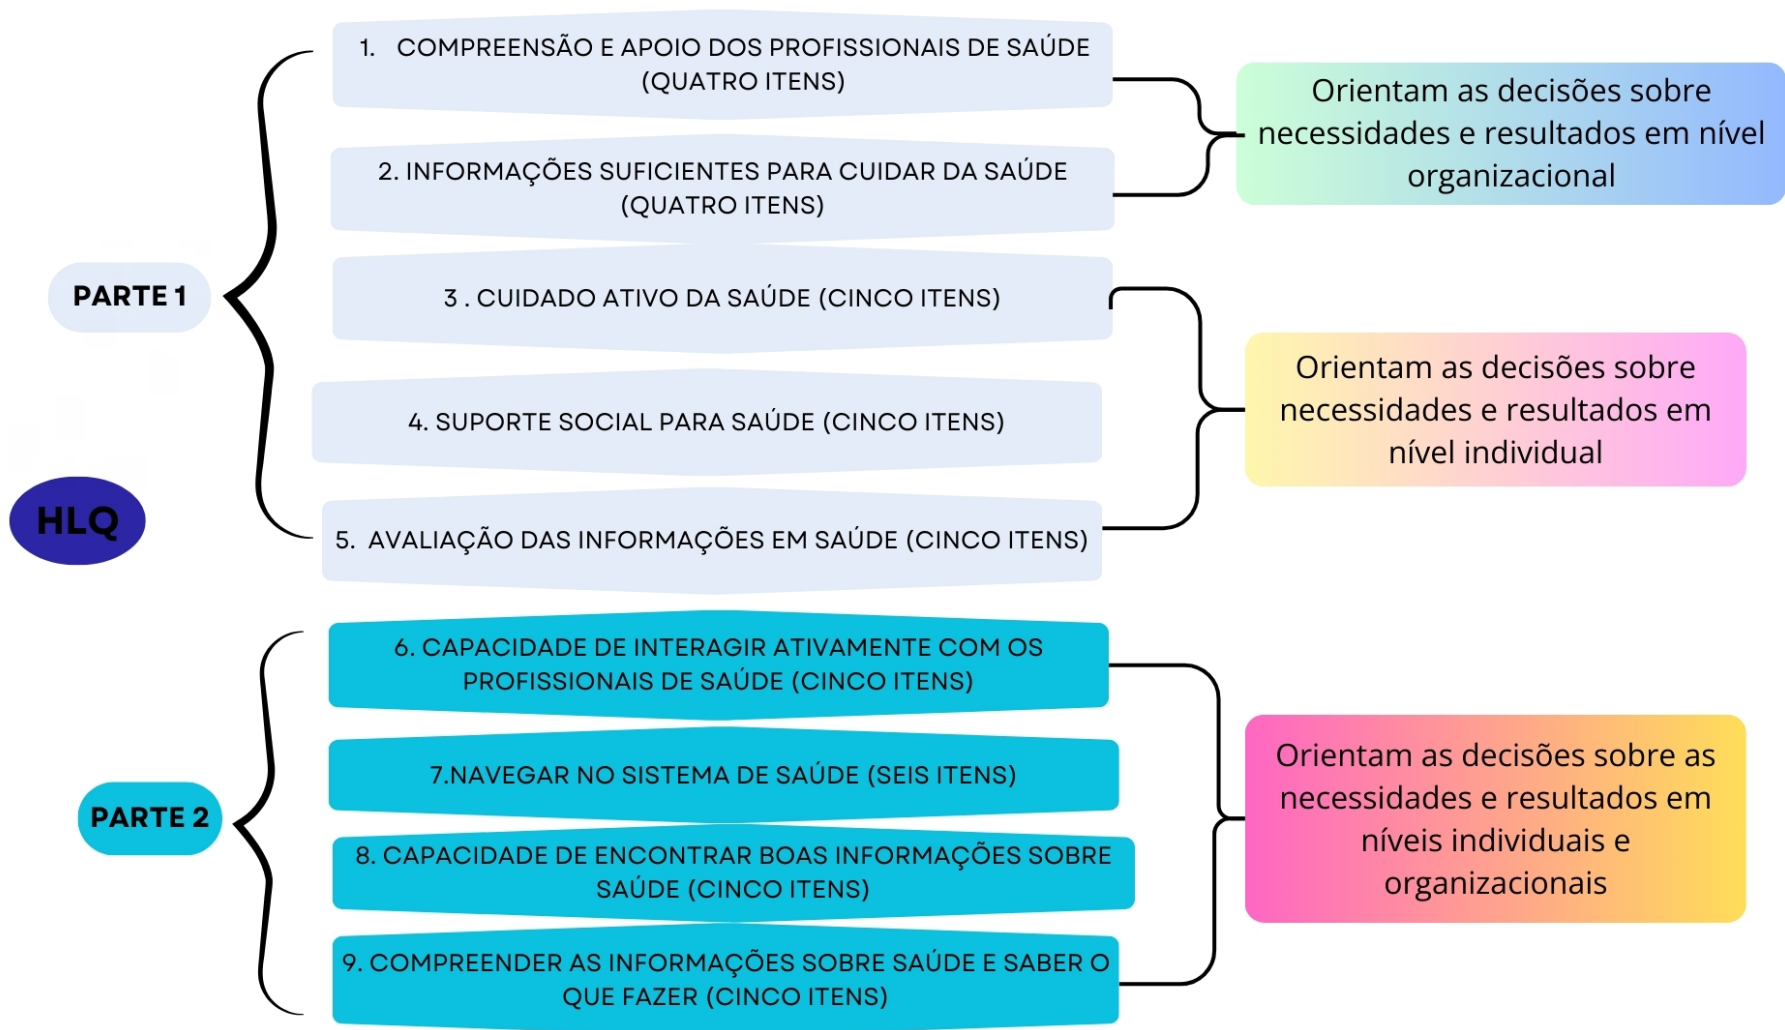 1. COMPREENSÃO E APOIO DOS PROFISSIONAIS DE SAÚDE
(QUATRO ITENS)
2. INFORMAÇÕES SUFICIENTES PARA CUIDAR DA SAÚDE
(QUATRO ITENS)
Orientam as decisões sobre
necessidades e resultados em nível
organizacional
PARTE 1
3 . CUIDADO ATIVO DA SAÚDE (CINCO ITENS)
4. SUPORTE SOCIAL PARA SAÚDE (CINCO ITENS)
5. AVALIAÇÃO DAS INFORMAÇÕES EM SAÚDE (CINCO ITENS)
Orientam as decisões sobre
necessidades e resultados em
nível individual
HLQ
PARTE 2
6. CAPACIDADE DE INTERAGIR ATIVAMENTE COM OS
PROFISSIONAIS DE SAÚDE (CINCO ITENS)
7.NAVEGAR NO SISTEMA DE SAÚDE (SEIS ITENS)
8. CAPACIDADE DE ENCONTRAR BOAS INFORMAÇÕES SOBRE
SAÚDE (CINCO ITENS)
9. COMPREENDER AS INFORMAÇÕES SOBRE SAÚDE E SABER O
QUE FAZER (CINCO ITENS)
Orientam as decisões sobre as
necessidades e resultados em
níveis individuais e
organizacionais